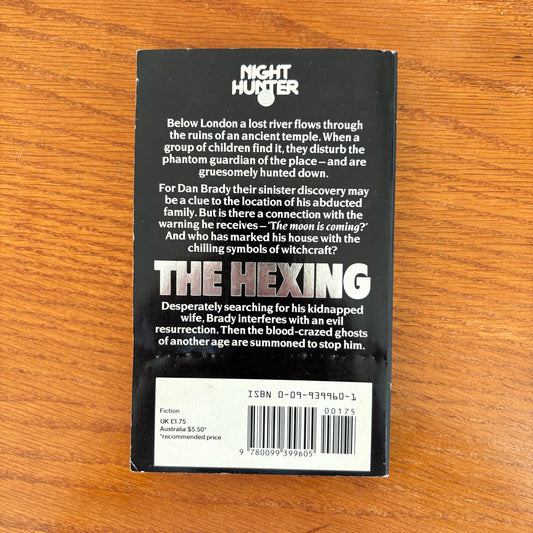 NIGHT
HUNTER
Below London a lost river flows through
the ruins of an ancient temple. When a
group of children find it, they disturb the
phantom guardian of the place—and are
gruesomely hunted down.
For Dan Brady their sinister discovery may
be a clue to the location of his abducted
family. But is there a connection with the
warning he receives—'The moon is coming?'
And who has marked his house with the
chilling symbols of witchcraft?
THE HEXING
Desperately searching for his kidnapped
wife, Brady interferes with an evil
resurrection. Then the blood-crazed ghosts
of another age are summoned to stop him.
ISBN 0-09-939960-1
00175
Fiction
UK £1.75
Australia $5.50*
*recommended price
9 780099 399605